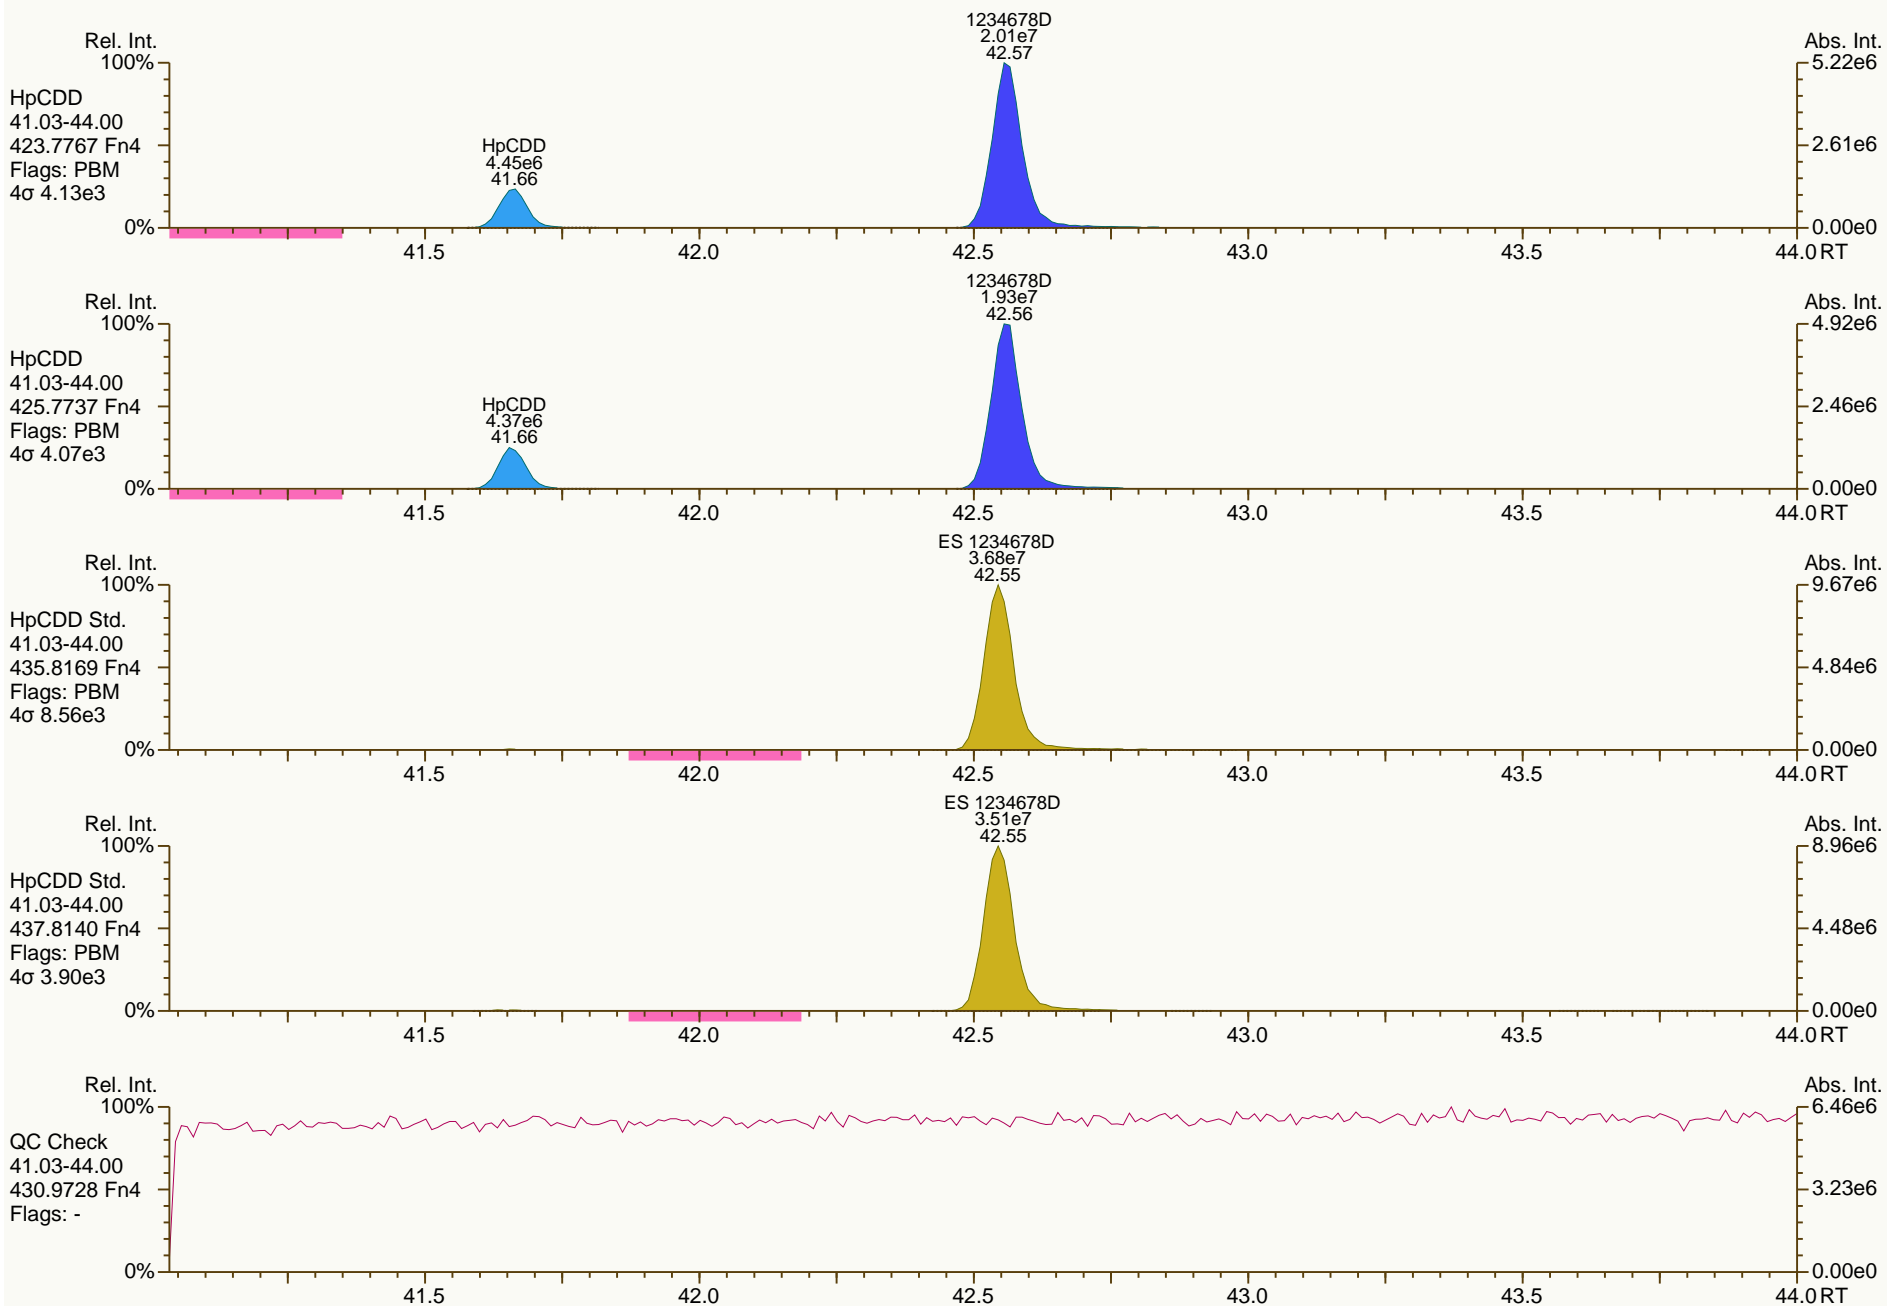 1234678D
2.01e7
42.57
Rel. Int.
Abs. Int.
100%
5.22e6
HpCDD
41.03-44.00
423.7767 Fn4
Flags: PBM
4σ 4.13e3
HpCDD
4.45e6
41.66
2.61e6
0%
0.00e0
41.5 42.0 42.5 43.0 43.5 44.0 RT
1234678D
1.93e7
42.56
Rel. Int.
Abs. Int.
100%
4.92e6
HpCDD
41.03-44.00
425.7737 Fn4
Flags: PBM
4σ 4.07e3
HpCDD
4.37e6
41.66
2.46e6
0%
0.00e0
41.5 42.0 42.5 43.0 43.5 44.0 RT
ES 1234678D
3.68e7
42.55
Rel. Int.
Abs. Int.
100%
9.67e6
HpCDD Std.
41.03-44.00
435.8169 Fn4
Flags: PBM
4σ 8.56e3
4.84e6
0%
0.00e0
41.5 42.0 42.5 43.0 43.5 44.0 RT
ES 1234678D
3.51e7
42.55
Rel. Int.
Abs. Int.
100%
8.96e6
HpCDD Std.
41.03-44.00
437.8140 Fn4
Flags: PBM
4σ 3.90e3
4.48e6
0%
0.00e0
41.5 42.0 42.5 43.0 43.5 44.0 RT
Rel. Int.
Abs. Int.
100%
6.46e6
QC Check
41.03-44.00
430.9728 Fn4
Flags: -
3.23e6
0%
0.00e0
41.5 42.0 42.5 43.0 43.5 44.0 RT